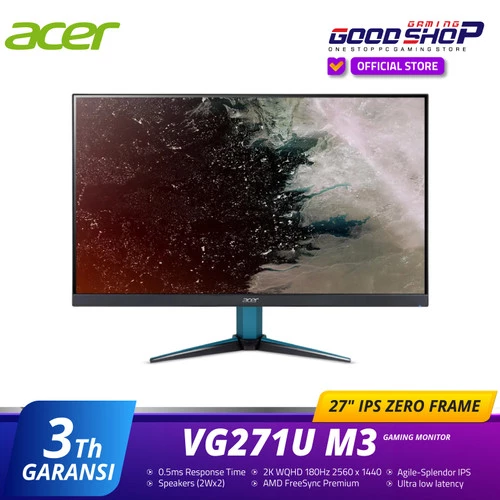 acer
GAMING
GOODSHOP
ONE STOP PC GAMING STORE
OFFICIAL STORE
acer
27" IPS ZERO FRAME
3Th
GARANSI
VG271U M3 GAMING MONITOR
• 0.5ms Response Time • 2K WQHD 180Hz 2560 x 1440 • Agile-Splendor IPS
• Speakers (2Wx2) • AMD FreeSync Premium • Ultra low latency